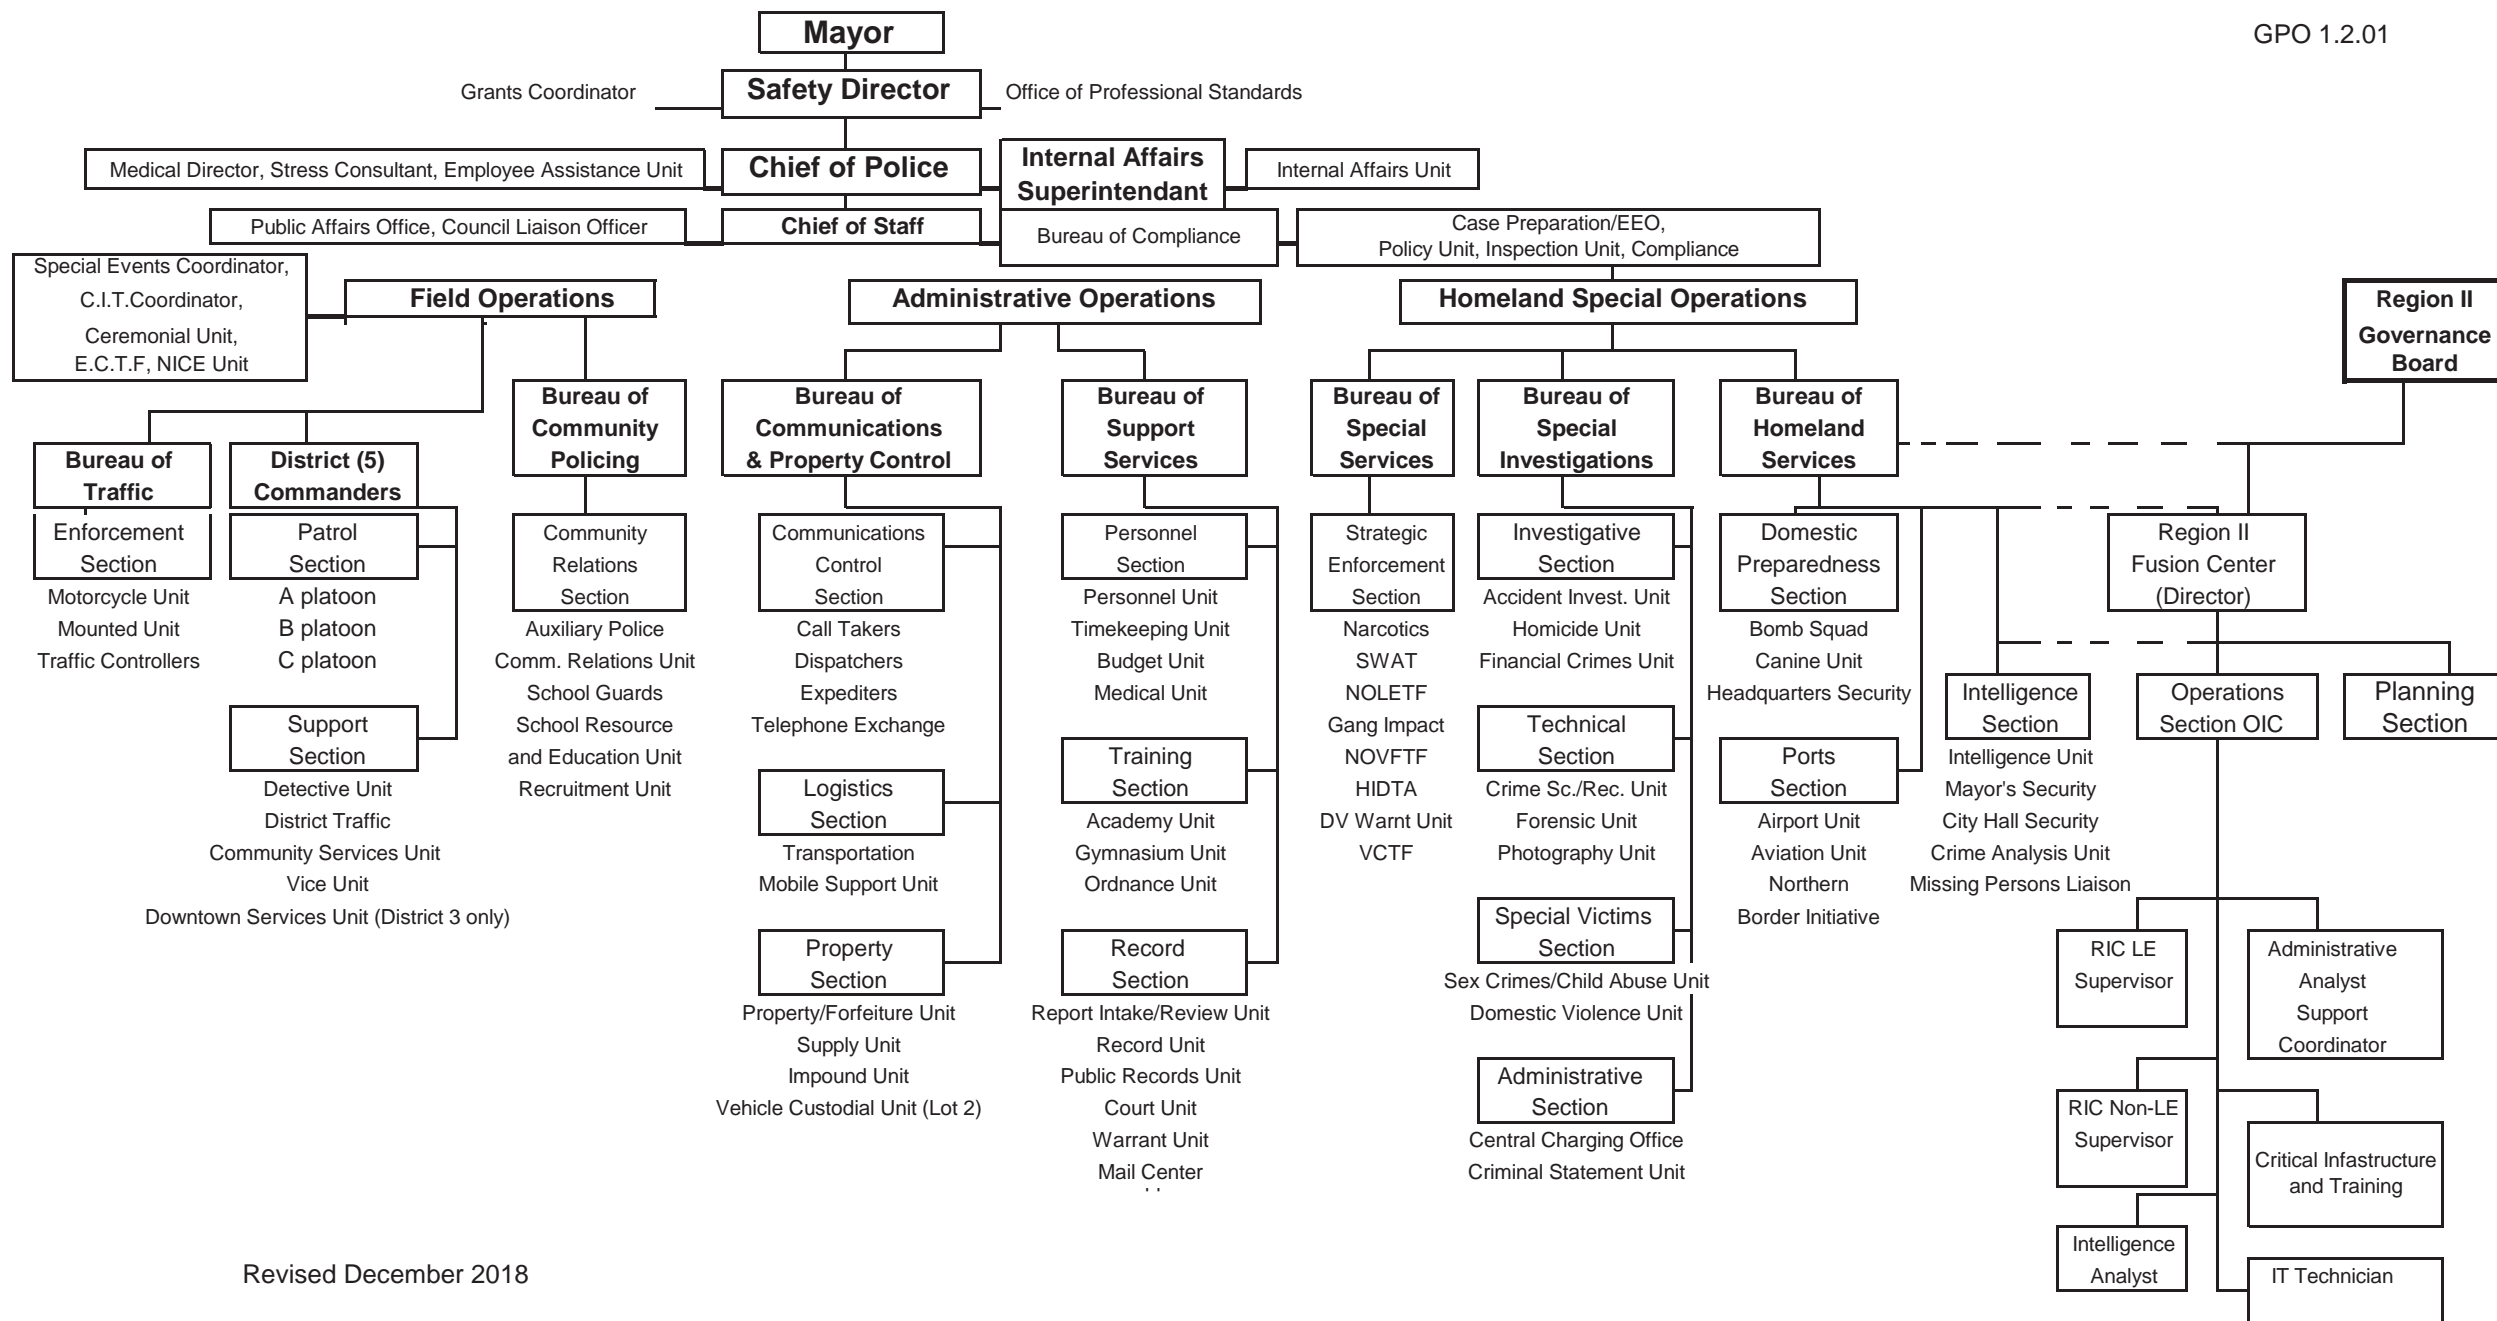 Mayor
GPO 1.2.01
Grants Coordinator
Safety Director
Office of Professional Standards
Medical Director, Stress Consultant, Employee Assistance Unit
Chief of Police
Internal Affairs
Superintendant
Internal Affairs Unit
Public Affairs Office, Council Liaison Officer
Chief of Staff
Bureau of Compliance
Case Preparation/EEO,
Policy Unit, Inspection Unit, Compliance
Special Events Coordinator,
C.I.T.Coordinator,
Ceremonial Unit,
E.C.T.F, NICE Unit
Field Operations
Administrative Operations
Homeland Special Operations
Region II
Governance
Board
Bureau of
Traffic
Enforcement
Section
Motorcycle Unit
Mounted Unit
Traffic Controllers
District (5)
Commanders
Patrol
Section
A platoon
B platoon
C platoon
Support
Section
Detective Unit
District Traffic
Community Services Unit
Vice Unit
Downtown Services Unit (District 3 only)
Bureau of
Community
Policing
Community
Relations
Section
Auxiliary Police
Comm. Relations Unit
School Guards
School Resource
and Education Unit
Recruitment Unit
Bureau of
Communications
& Property Control
Communications
Control
Section
Call Takers
Dispatchers
Expediters
Telephone Exchange
Logistics
Section
Transportation
Mobile Support Unit
Property
Section
Property/Forfeiture Unit
Supply Unit
Impound Unit
Vehicle Custodial Unit (Lot 2)
Bureau of
Support
Services
Personnel
Section
Personnel Unit
Timekeeping Unit
Budget Unit
Medical Unit
Training
Section
Academy Unit
Gymnasium Unit
Ordnance Unit
Record
Section
Report Intake/Review Unit
Record Unit
Public Records Unit
Court Unit
Warrant Unit
Mail Center
Bureau of
Special
Services
Strategic
Enforcement
Section
Narcotics
SWAT
NOLETF
Gang Impact
NOVFTF
HIDTA
DV Warnt Unit
VCTF
Bureau of
Special
Investigations
Investigative
Section
Accident Invest. Unit
Homicide Unit
Financial Crimes Unit
Technical
Section
Crime Sc./Rec. Unit
Forensic Unit
Photography Unit
Special Victims
Section
Sex Crimes/Child Abuse Unit
Domestic Violence Unit
Administrative
Section
Central Charging Office
Criminal Statement Unit
Bureau of
Homeland
Services
Domestic
Preparedness
Section
Bomb Squad
Canine Unit
Headquarters Security
Ports
Section
Airport Unit
Aviation Unit
Northern
Border Initiative
Intelligence
Section
Intelligence Unit
Mayor's Security
City Hall Security
Crime Analysis Unit
Missing Persons Liaison
Region II
Fusion Center
(Director)
Operations
Section OIC
Planning
Section
RIC LE
Supervisor
Administrative
Analyst
Support
Coordinator
RIC Non-LE
Supervisor
Critical Infastructure
and Training
Intelligence
Analyst
IT Technician
Revised December 2018